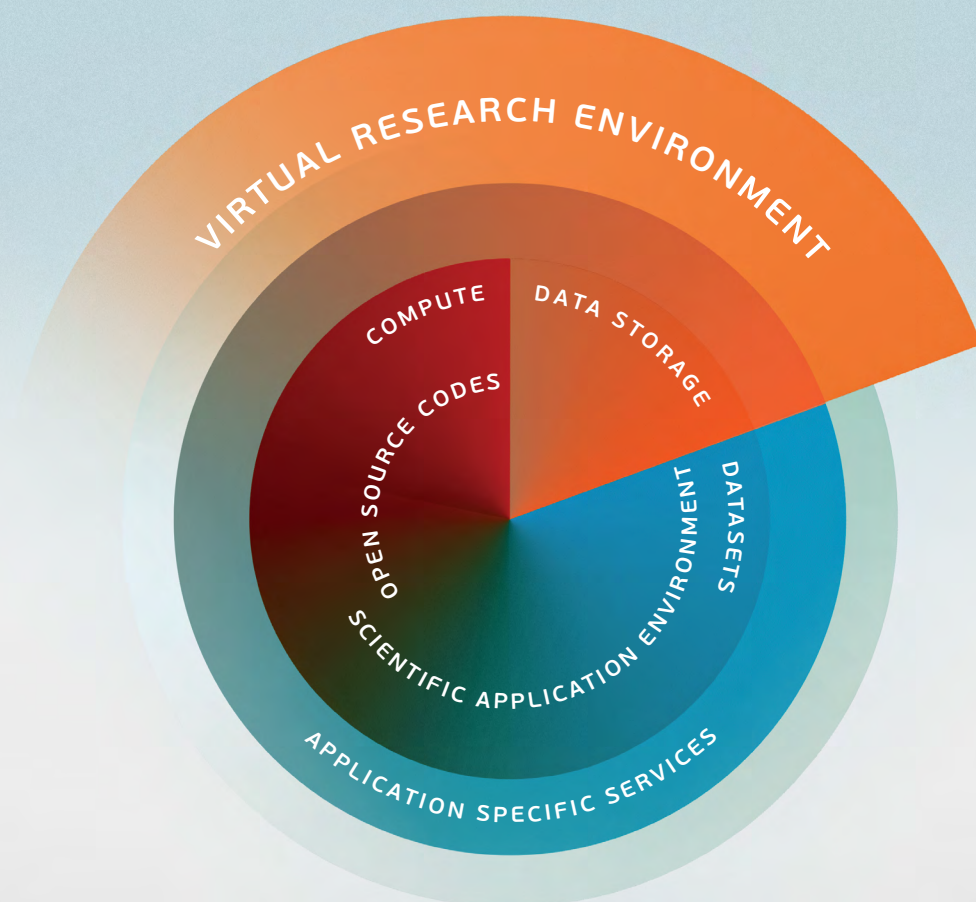 VIRTUAL RESEARCH ENVIRONMENT
COMPUTE
DATA STORAGE
OPEN SOURCE CODES
DATASETS
SCIENTIFIC APPLICATION ENVIRONMENT
APPLICATION SPECIFIC SERVICES